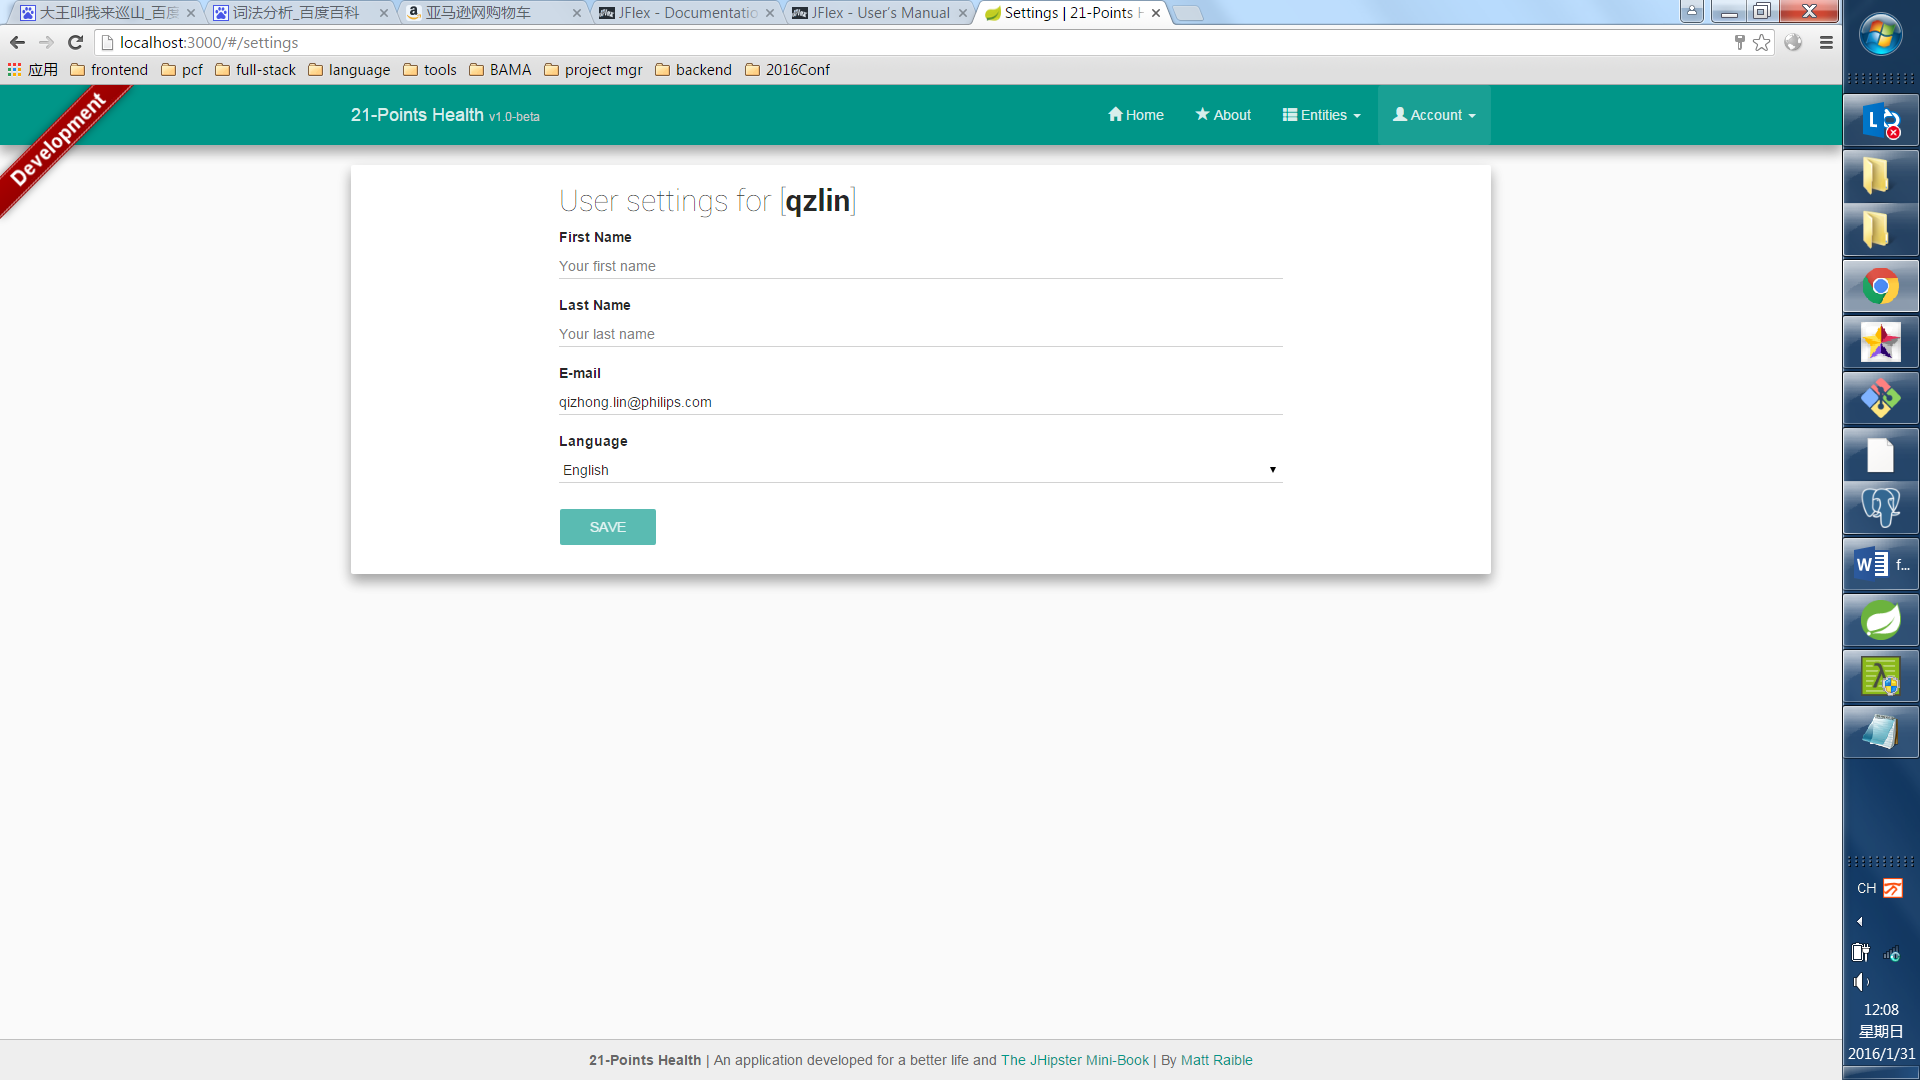 大王叫我来巡山_百度
词法分析_百度百科
亚马逊网购物车
JFlex - Documentatio
JFlex - User's Manual
Settings | 21-Points H
localhost:3000/#/settings
应用 frontend pcf full-stack language tools BAMA project mgr backend 2016Conf
Development
21-Points Health v1.0-beta
Home About Entities Account
User settings for [qzlin]
First Name
Your first name
Last Name
Your last name
E-mail
qizhong.lin@philips.com
Language
English
SAVE
21-Points Health | An application developed for a better life and The JHipster Mini-Book | By Matt Raible
f...
CH
12:08
星期日
2016/1/31